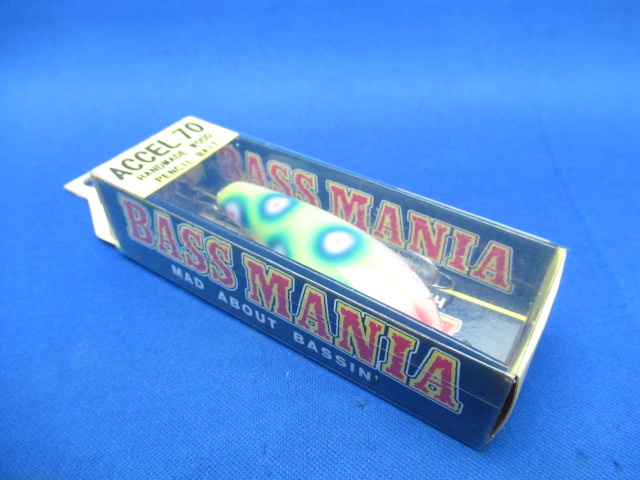 ACCEL 70
HANDMADE WOOD
PENCIL BAIT
BASS MANIA
BASS MANIA
MAD ABOUT BASSIN'